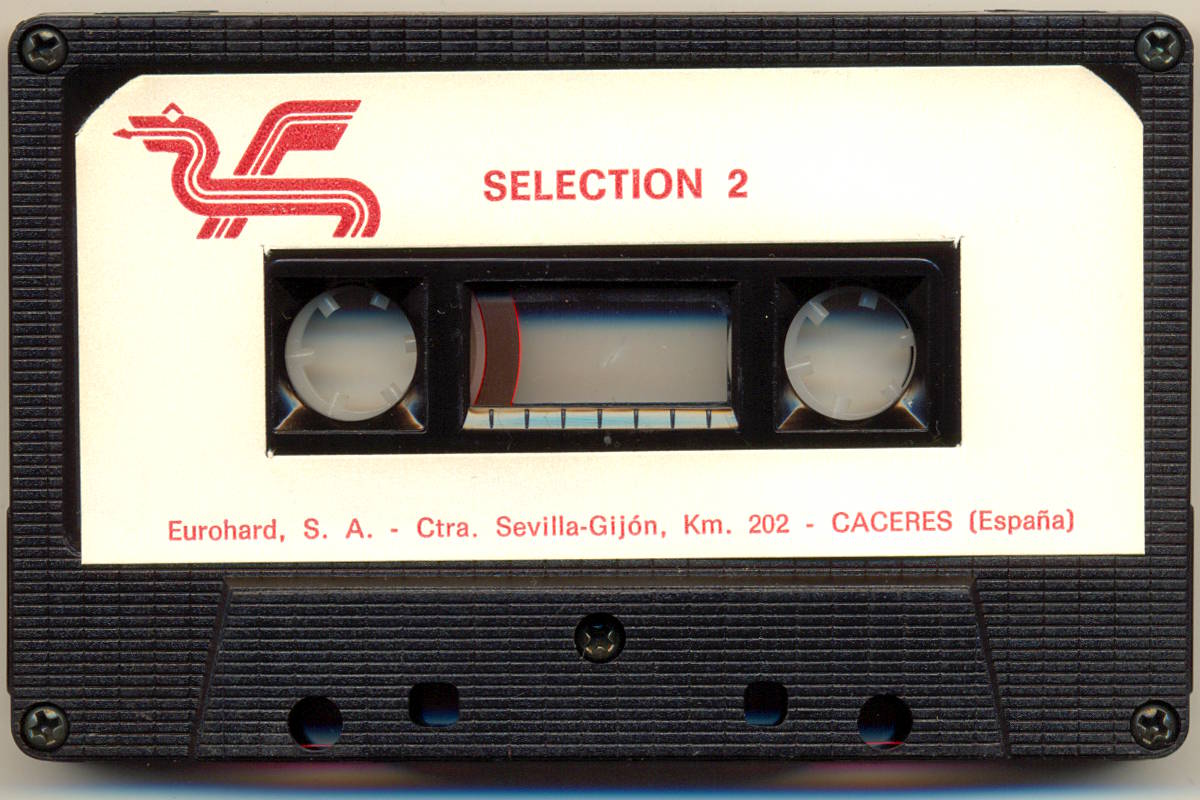 SELECTION 2
Eurohard, S. A. - Ctra. Sevilla-Gijón, Km. 202 - CACERES (España)